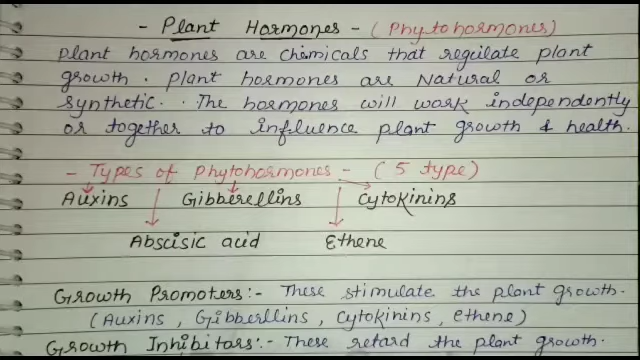 - Plant Hormones - (Phytohormones)
plant hormones are chemicals that regulate plant
growth. plant hormones are Natural or
synthetic. The hormones will work independently
or together to influence plant growth & health.
- Types of phytohormones - (5 type)
Auxins Gibberellins Cytokinins
Abscisic acid Ethene
Growth Promoters:- These stimulate the plant growth.
(Auxins, Gibberllins, Cytokinins, ethene)
Growth Inhibitars:- These retard the plant growth.